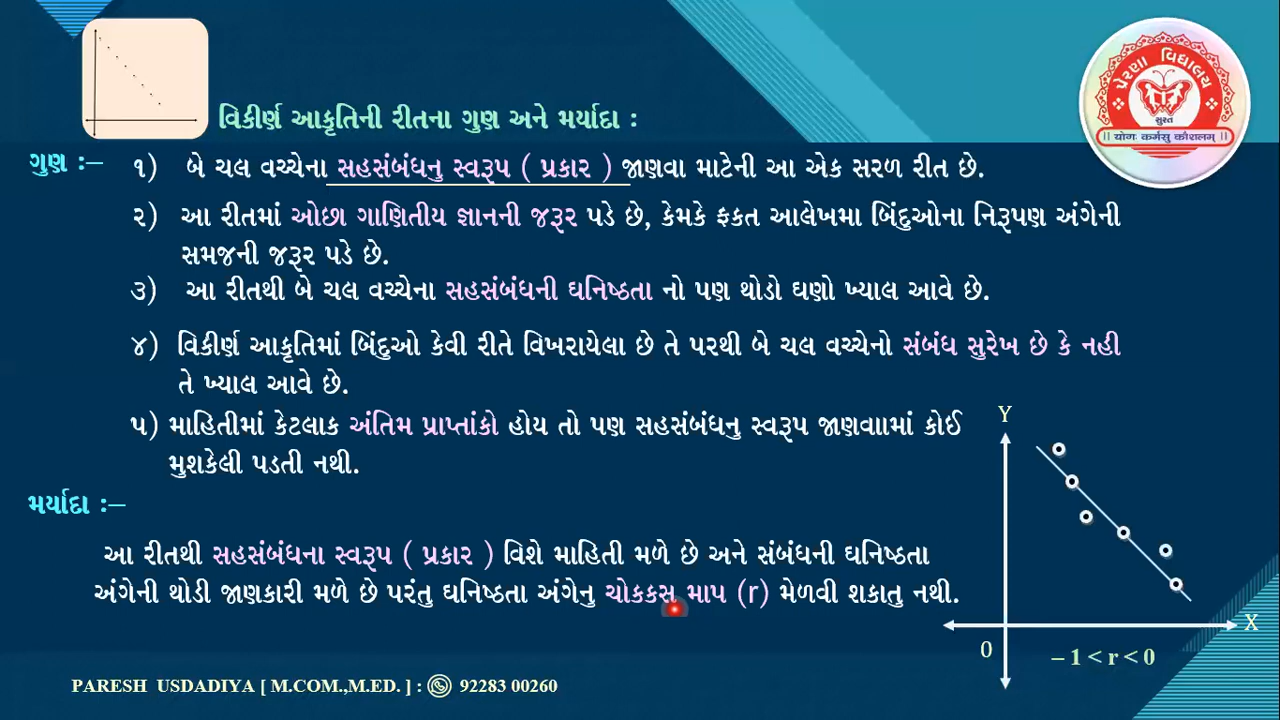 પ્રેરણા વિદ્યાલય
સુરત
॥ યોગઃ કર્મસુ કૌશલમ્ ॥
વિકીર્ણ આકૃતિની રીતના ગુણ અને મર્યાદા :
ગુણ :–
૧) બે ચલ વચ્ચેના સહસંબંધનુ સ્વરૂપ ( પ્રકાર ) જાણવા માટેની આ એક સરળ રીત છે.
૨) આ રીતમાં ઓછા ગાણિતીય જ્ઞાનની જરૂર પડે છે, કેમકે ફકત આલેખમા બિંદુઓના નિરૂપણ અંગેની
સમજની જરૂર પડે છે.
૩) આ રીતથી બે ચલ વચ્ચેના સહસંબંધની ઘનિષ્ઠતા નો પણ થોડો ઘણો ખ્યાલ આવે છે.
૪) વિકીર્ણ આકૃતિમાં બિંદુઓ કેવી રીતે વિખરાયેલા છે તે પરથી બે ચલ વચ્ચેનો સંબંધ સુરેખ છે કે નહી
તે ખ્યાલ આવે છે.
૫) માહિતીમાં કેટલાક અંતિમ પ્રાપ્તાંકો હોય તો પણ સહસંબંધનુ સ્વરૂપ જાણવાામાં કોઈ
મુશકેલી પડતી નથી.
મર્યાદા :–
આ રીતથી સહસંબંધના સ્વરૂપ ( પ્રકાર ) વિશે માહિતી મળે છે અને સંબંધની ઘનિષ્ઠતા
અંગેની થોડી જાણકારી મળે છે પરંતુ ઘનિષ્ઠતા અંગેનુ ચોકકસ માપ (r) મેળવી શકાતુ નથી.
Y
X
0
– 1 < r < 0
PARESH USDADIYA [ M.COM.,M.ED. ] : 92283 00260